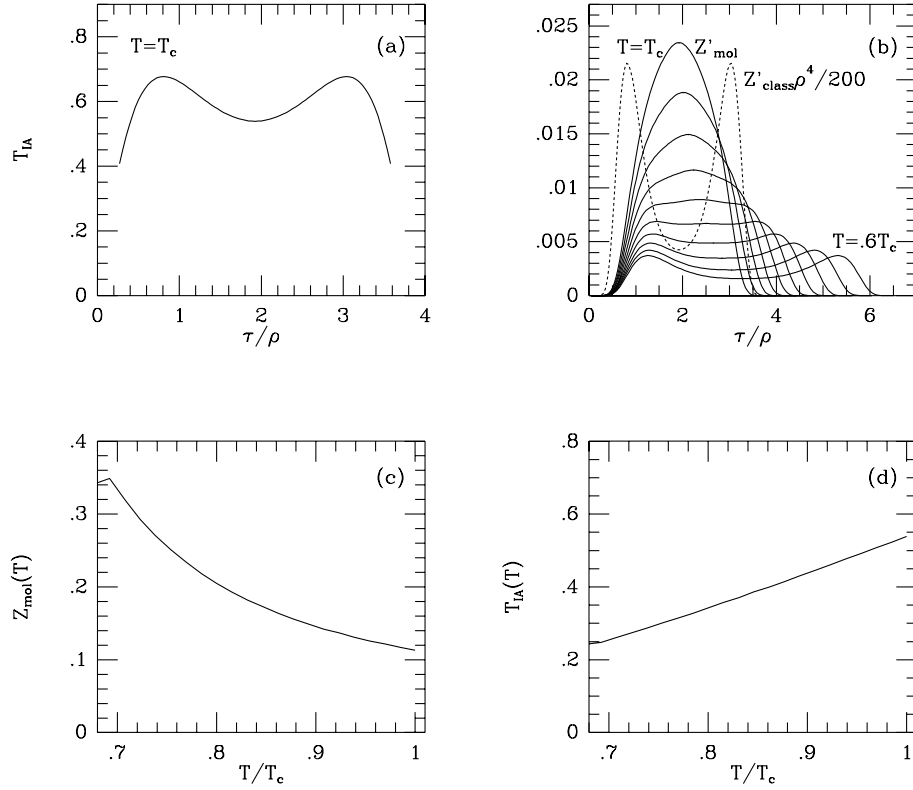 T=T_c
(a)
.8
.6
.4
.2
0
T_IA
0 1 2 3 4
τ/ρ
T=T_c
Z'_mol
(b)
Z'_class ρ^4/200
T=.6T_c
.025
.02
.015
.01
.005
0
0 2 4 6
τ/ρ
(c)
.4
.3
.2
.1
0
Z_mol(T)
.7 .8 .9 1
T/T_c
(d)
.8
.6
.4
.2
0
T_IA(T)
.7 .8 .9 1
T/T_c